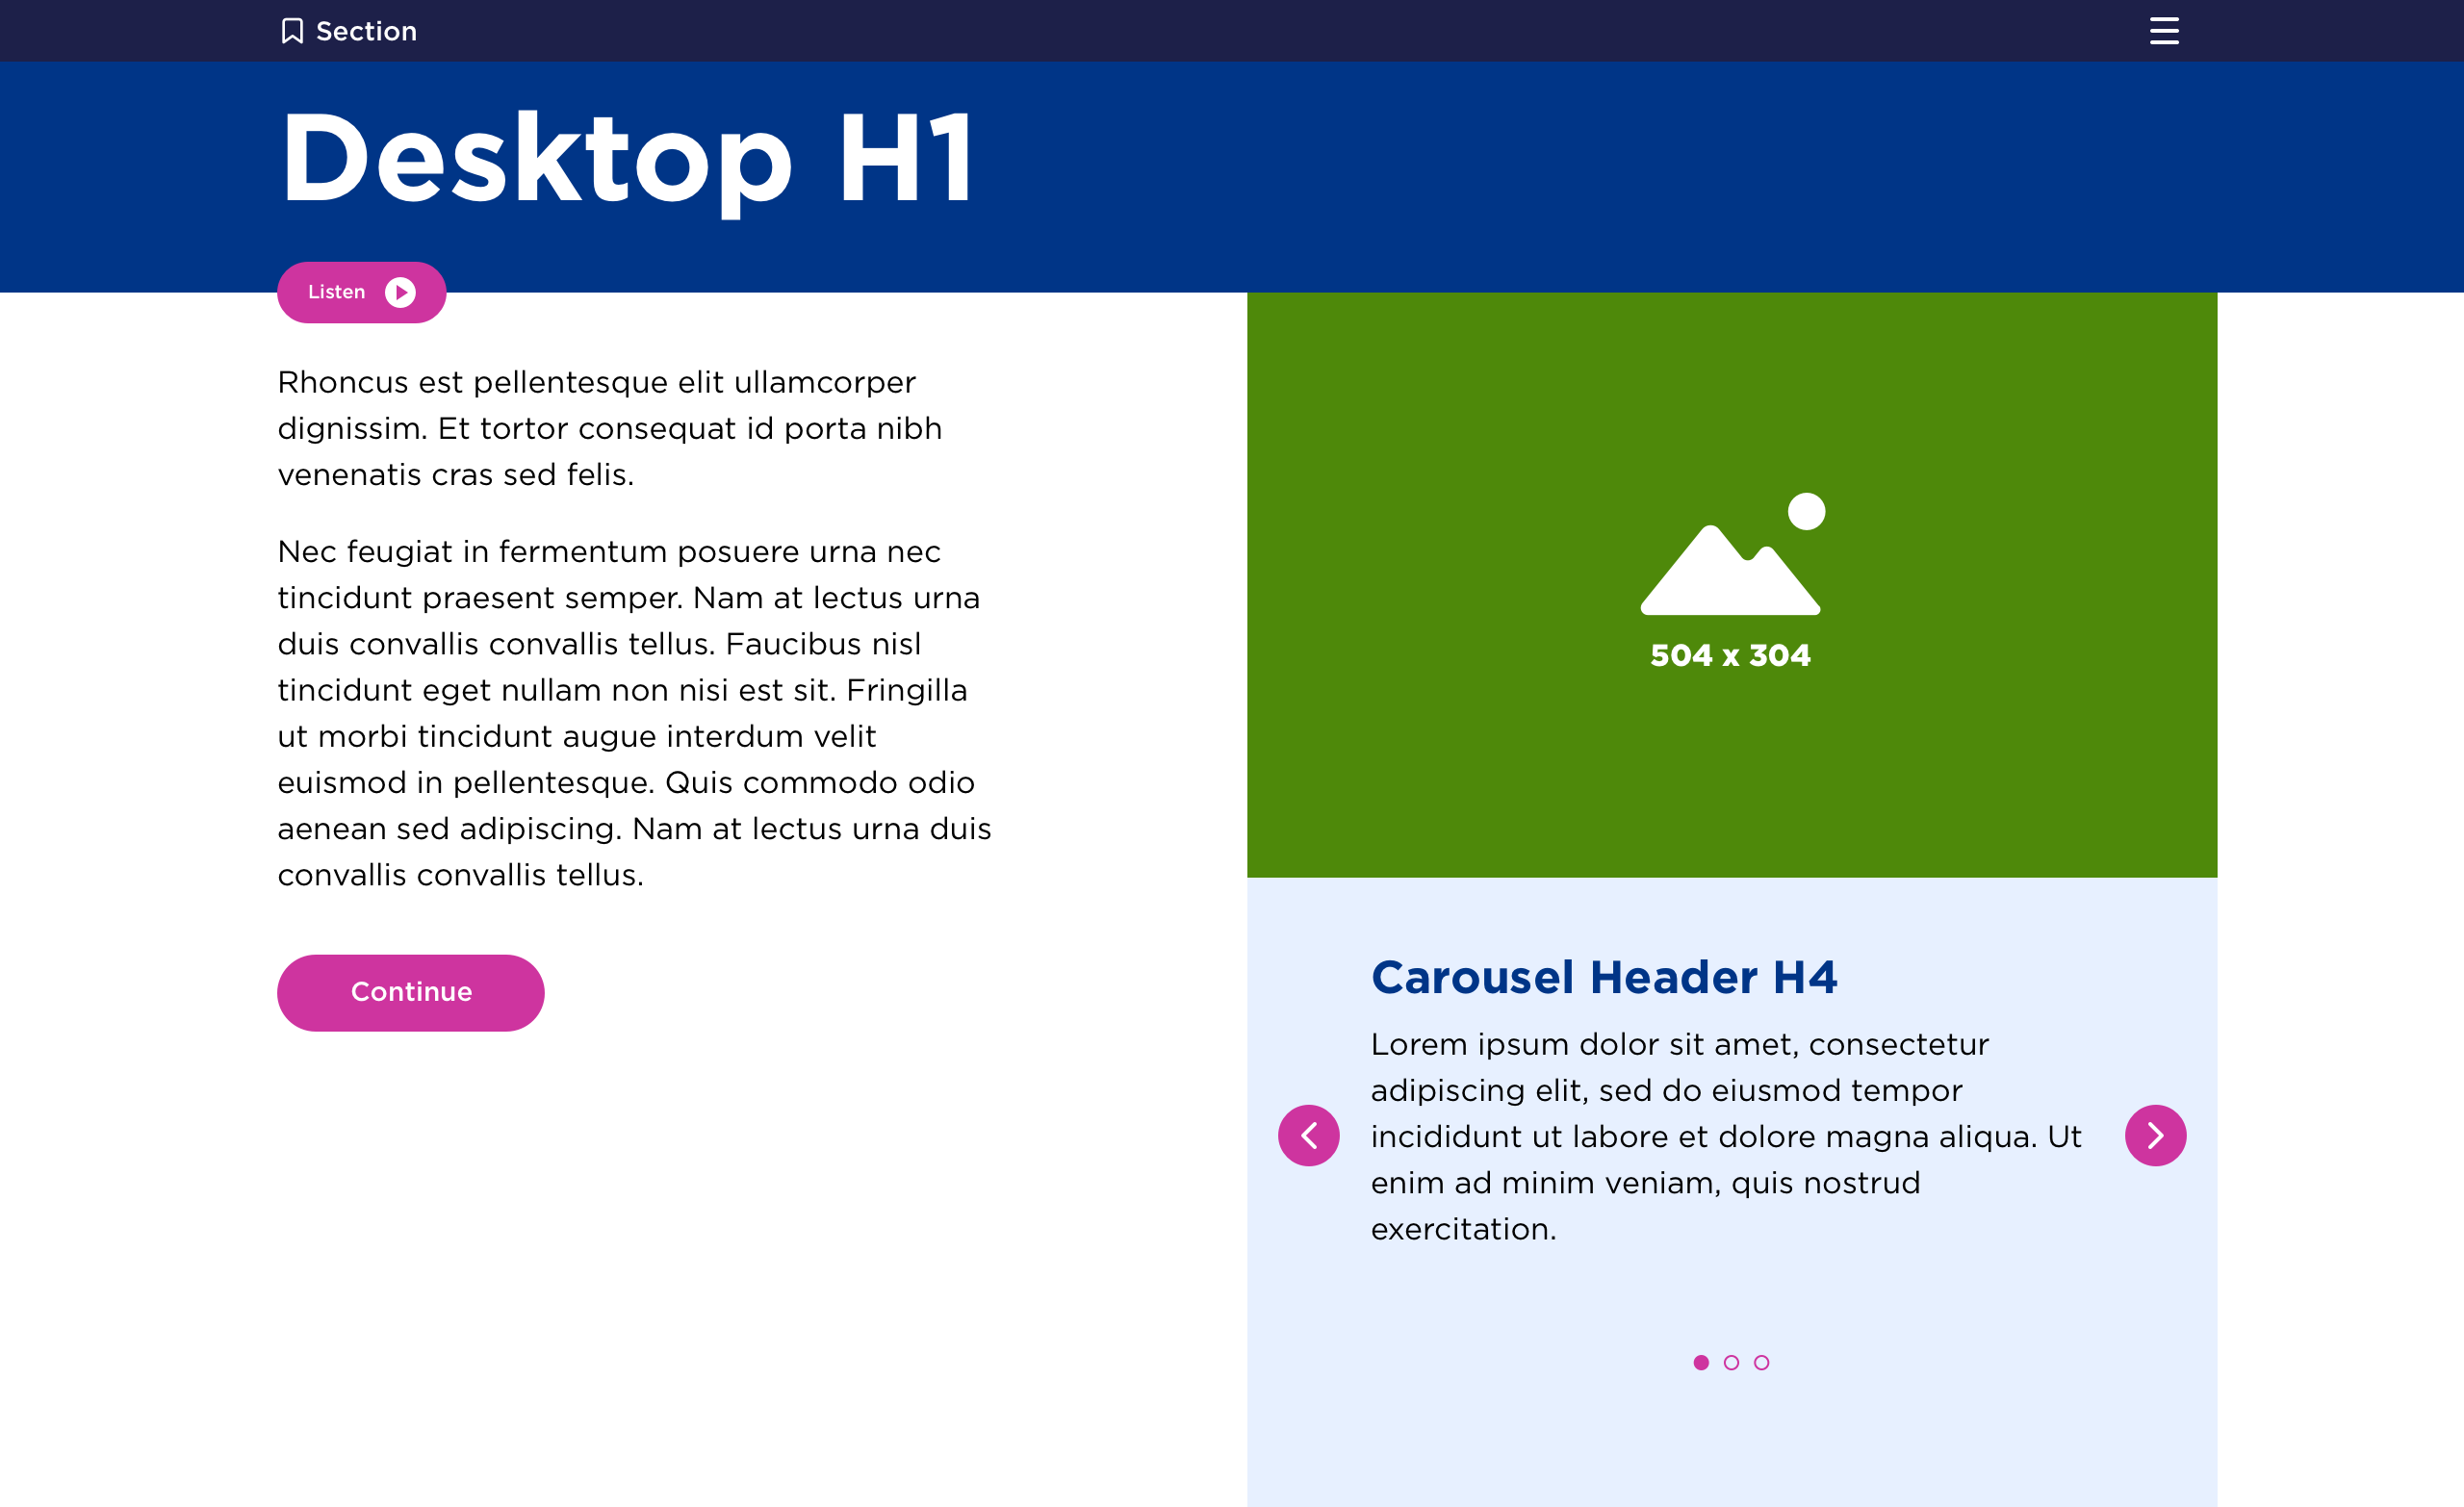 Section
Desktop H1
Listen
Rhoncus est pellentesque elit ullamcorper
dignissim. Et tortor consequat id porta nibh
venenatis cras sed felis.
Nec feugiat in fermentum posuere urna nec
tincidunt praesent semper. Nam at lectus urna
duis convallis convallis tellus. Faucibus nisl
tincidunt eget nullam non nisi est sit. Fringilla
ut morbi tincidunt augue interdum velit
euismod in pellentesque. Quis commodo odio
aenean sed adipiscing. Nam at lectus urna duis
convallis convallis tellus.
Continue
504 x 304
Carousel Header H4
Lorem ipsum dolor sit amet, consectetur
adipiscing elit, sed do eiusmod tempor
incididunt ut labore et dolore magna aliqua. Ut
enim ad minim veniam, quis nostrud
exercitation.